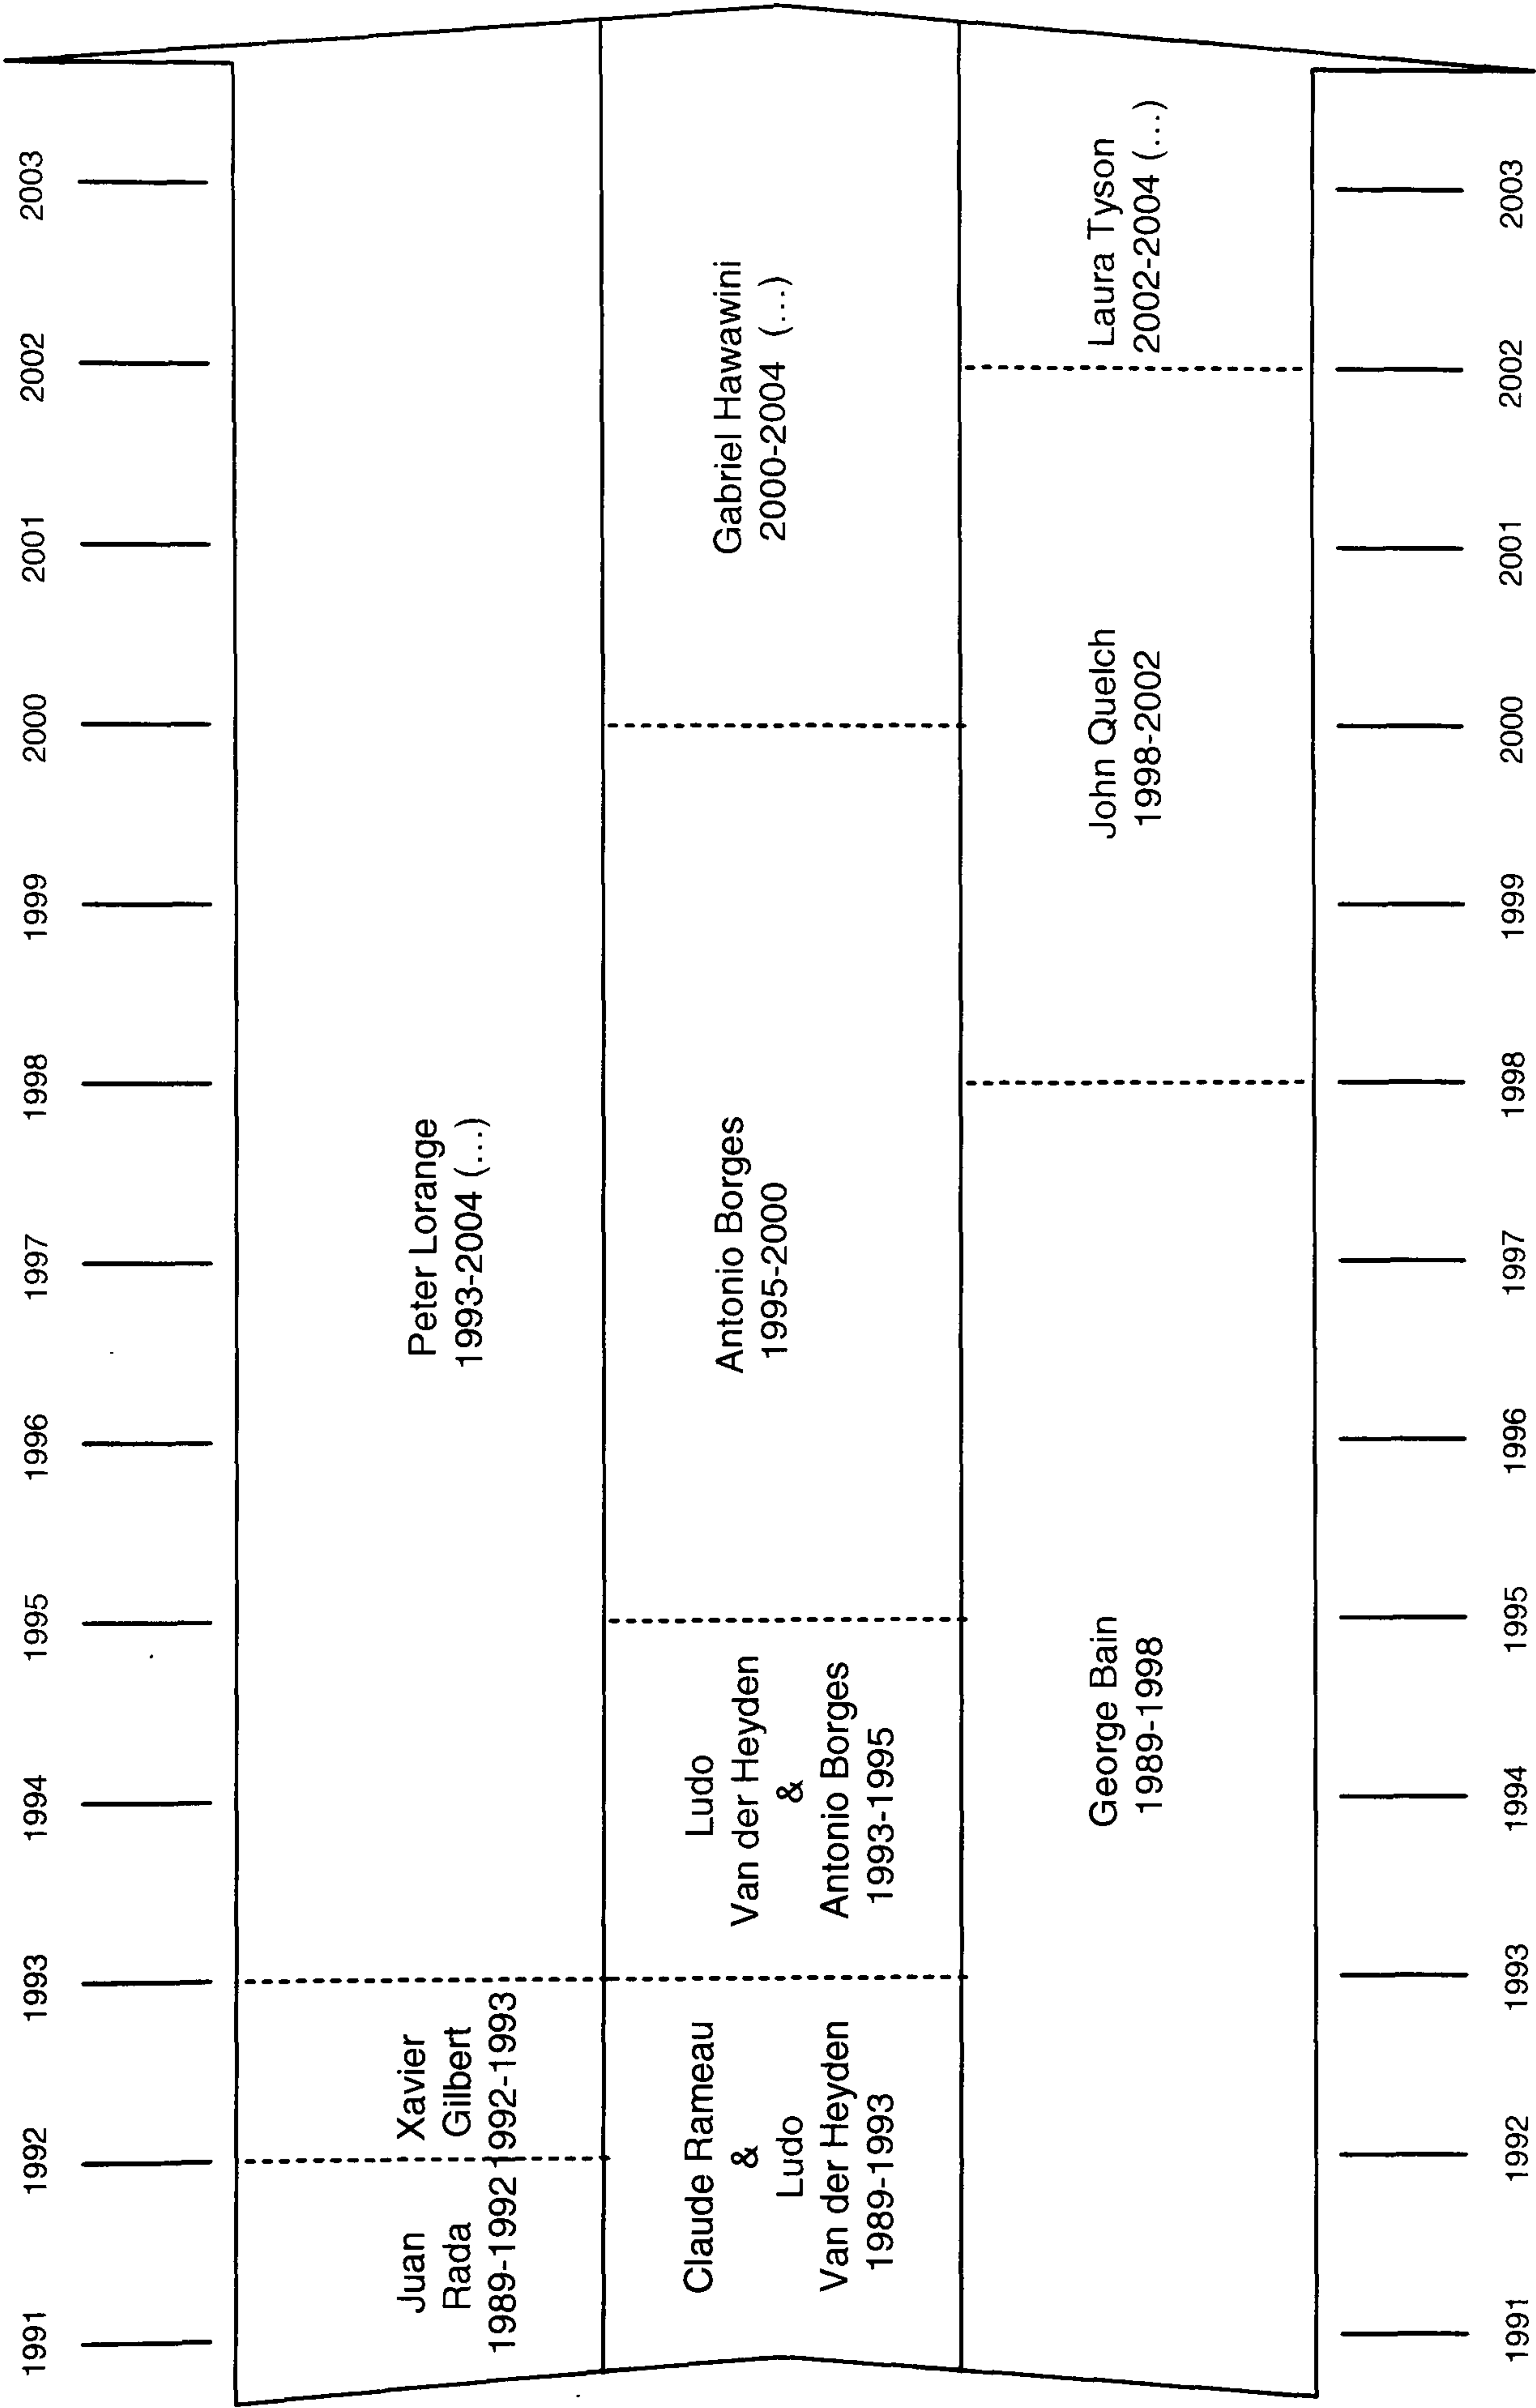 1991 1992 1993 1994 1995 1996 1997 1998 1999 2000 2001 2002 2003
Juan
Rada
1989-1992
Xavier
Gilbert
1992-1993
Peter Lorange
1993-2004 (...)
Claude Rameau
&
Ludo
Van der Heyden
1989-1993
Ludo
Van der Heyden
&
Antonio Borges
1993-1995
Antonio Borges
1995-2000
Gabriel Hawawini
2000-2004 (...)
George Bain
1989-1998
John Quelch
1998-2002
Laura Tyson
2002-2004 (...)
1991 1992 1993 1994 1995 1996 1997 1998 1999 2000 2001 2002 2003